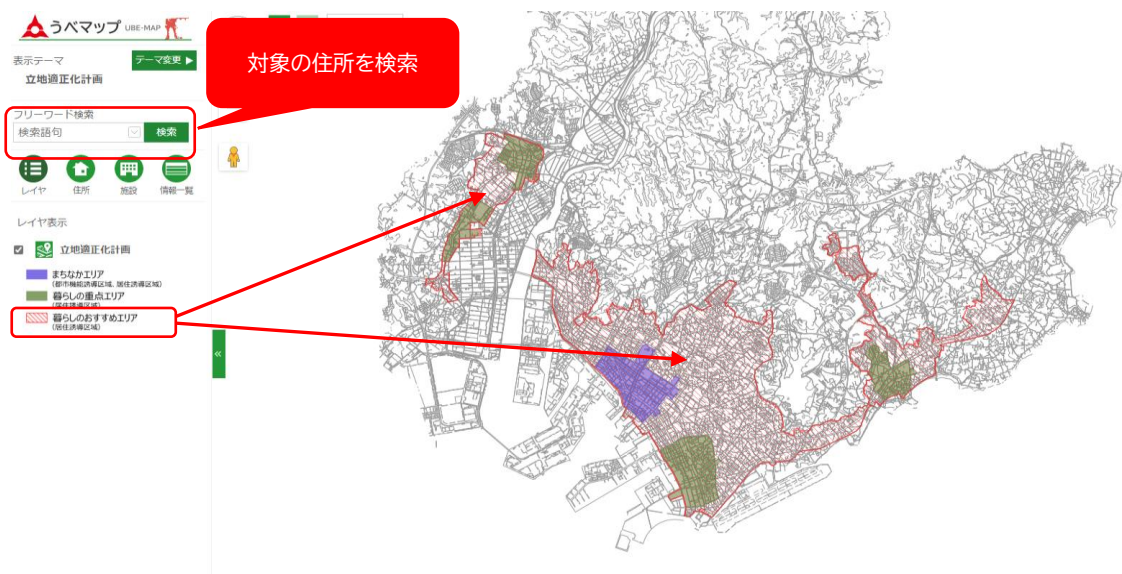 うべマップ UBE-MAP
表示テーマ
テーマ変更 ▶
立地適正化計画
フリーワード検索
検索語句
検索
レイヤ 住所 施設 情報一覧
レイヤ表示
立地適正化計画
まちなかエリア
(都市機能誘導区域、居住誘導区域)
暮らしの重点エリア
(居住誘導区域)
暮らしのおすすめエリア
(居住誘導区域)
対象の住所を検索
«